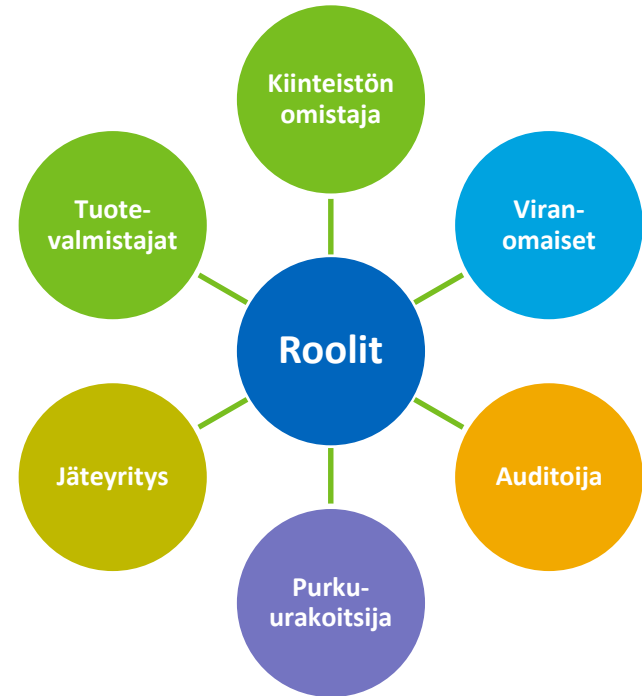 Kiinteistön
omistaja
Tuote-
valmistajat
Viran-
omaiset
Roolit
Jäteyritys
Auditoija
Purku-
urakoitsija